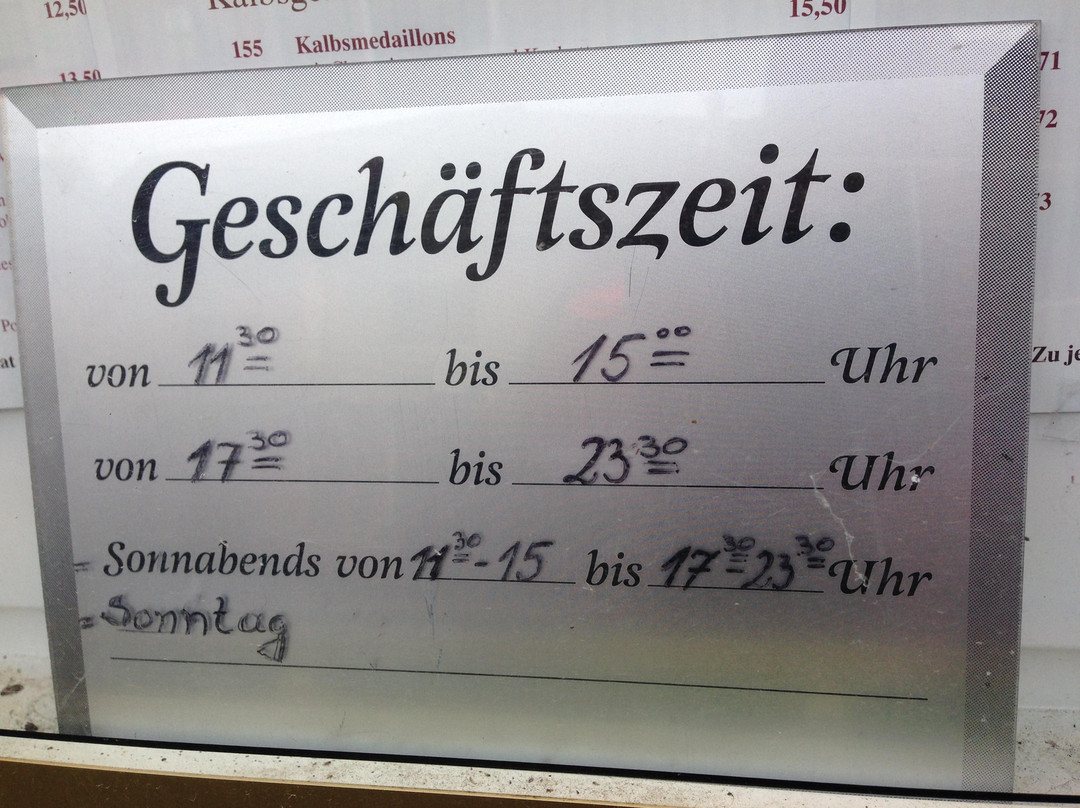 12,50
15,50
155 Kalbsmedaillons
13,50
71
72
Geschäftszeit:
von 11³⁰ bis 15⁰⁰ Uhr
Zu je
von 17³⁰ bis 23³⁰ Uhr
= Sonnabends von 11³⁰-15 bis 17³⁰-23³⁰ Uhr
= Sonntag